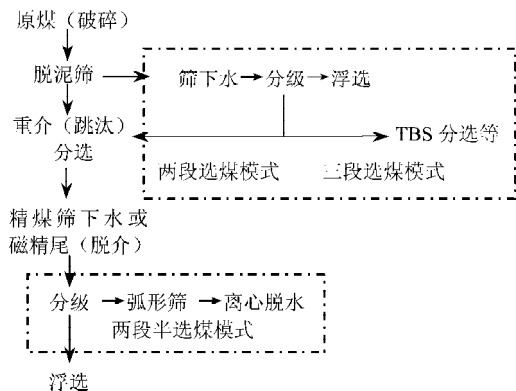 原煤（破碎）
脱泥筛
筛下水
分级
浮选
重介（跳汰）
分选
TBS 分选等
两段选煤模式
三段选煤模式
精煤筛下水或
磁精尾（脱介）
分级
弧形筛
离心脱水
两段半选煤模式
浮选